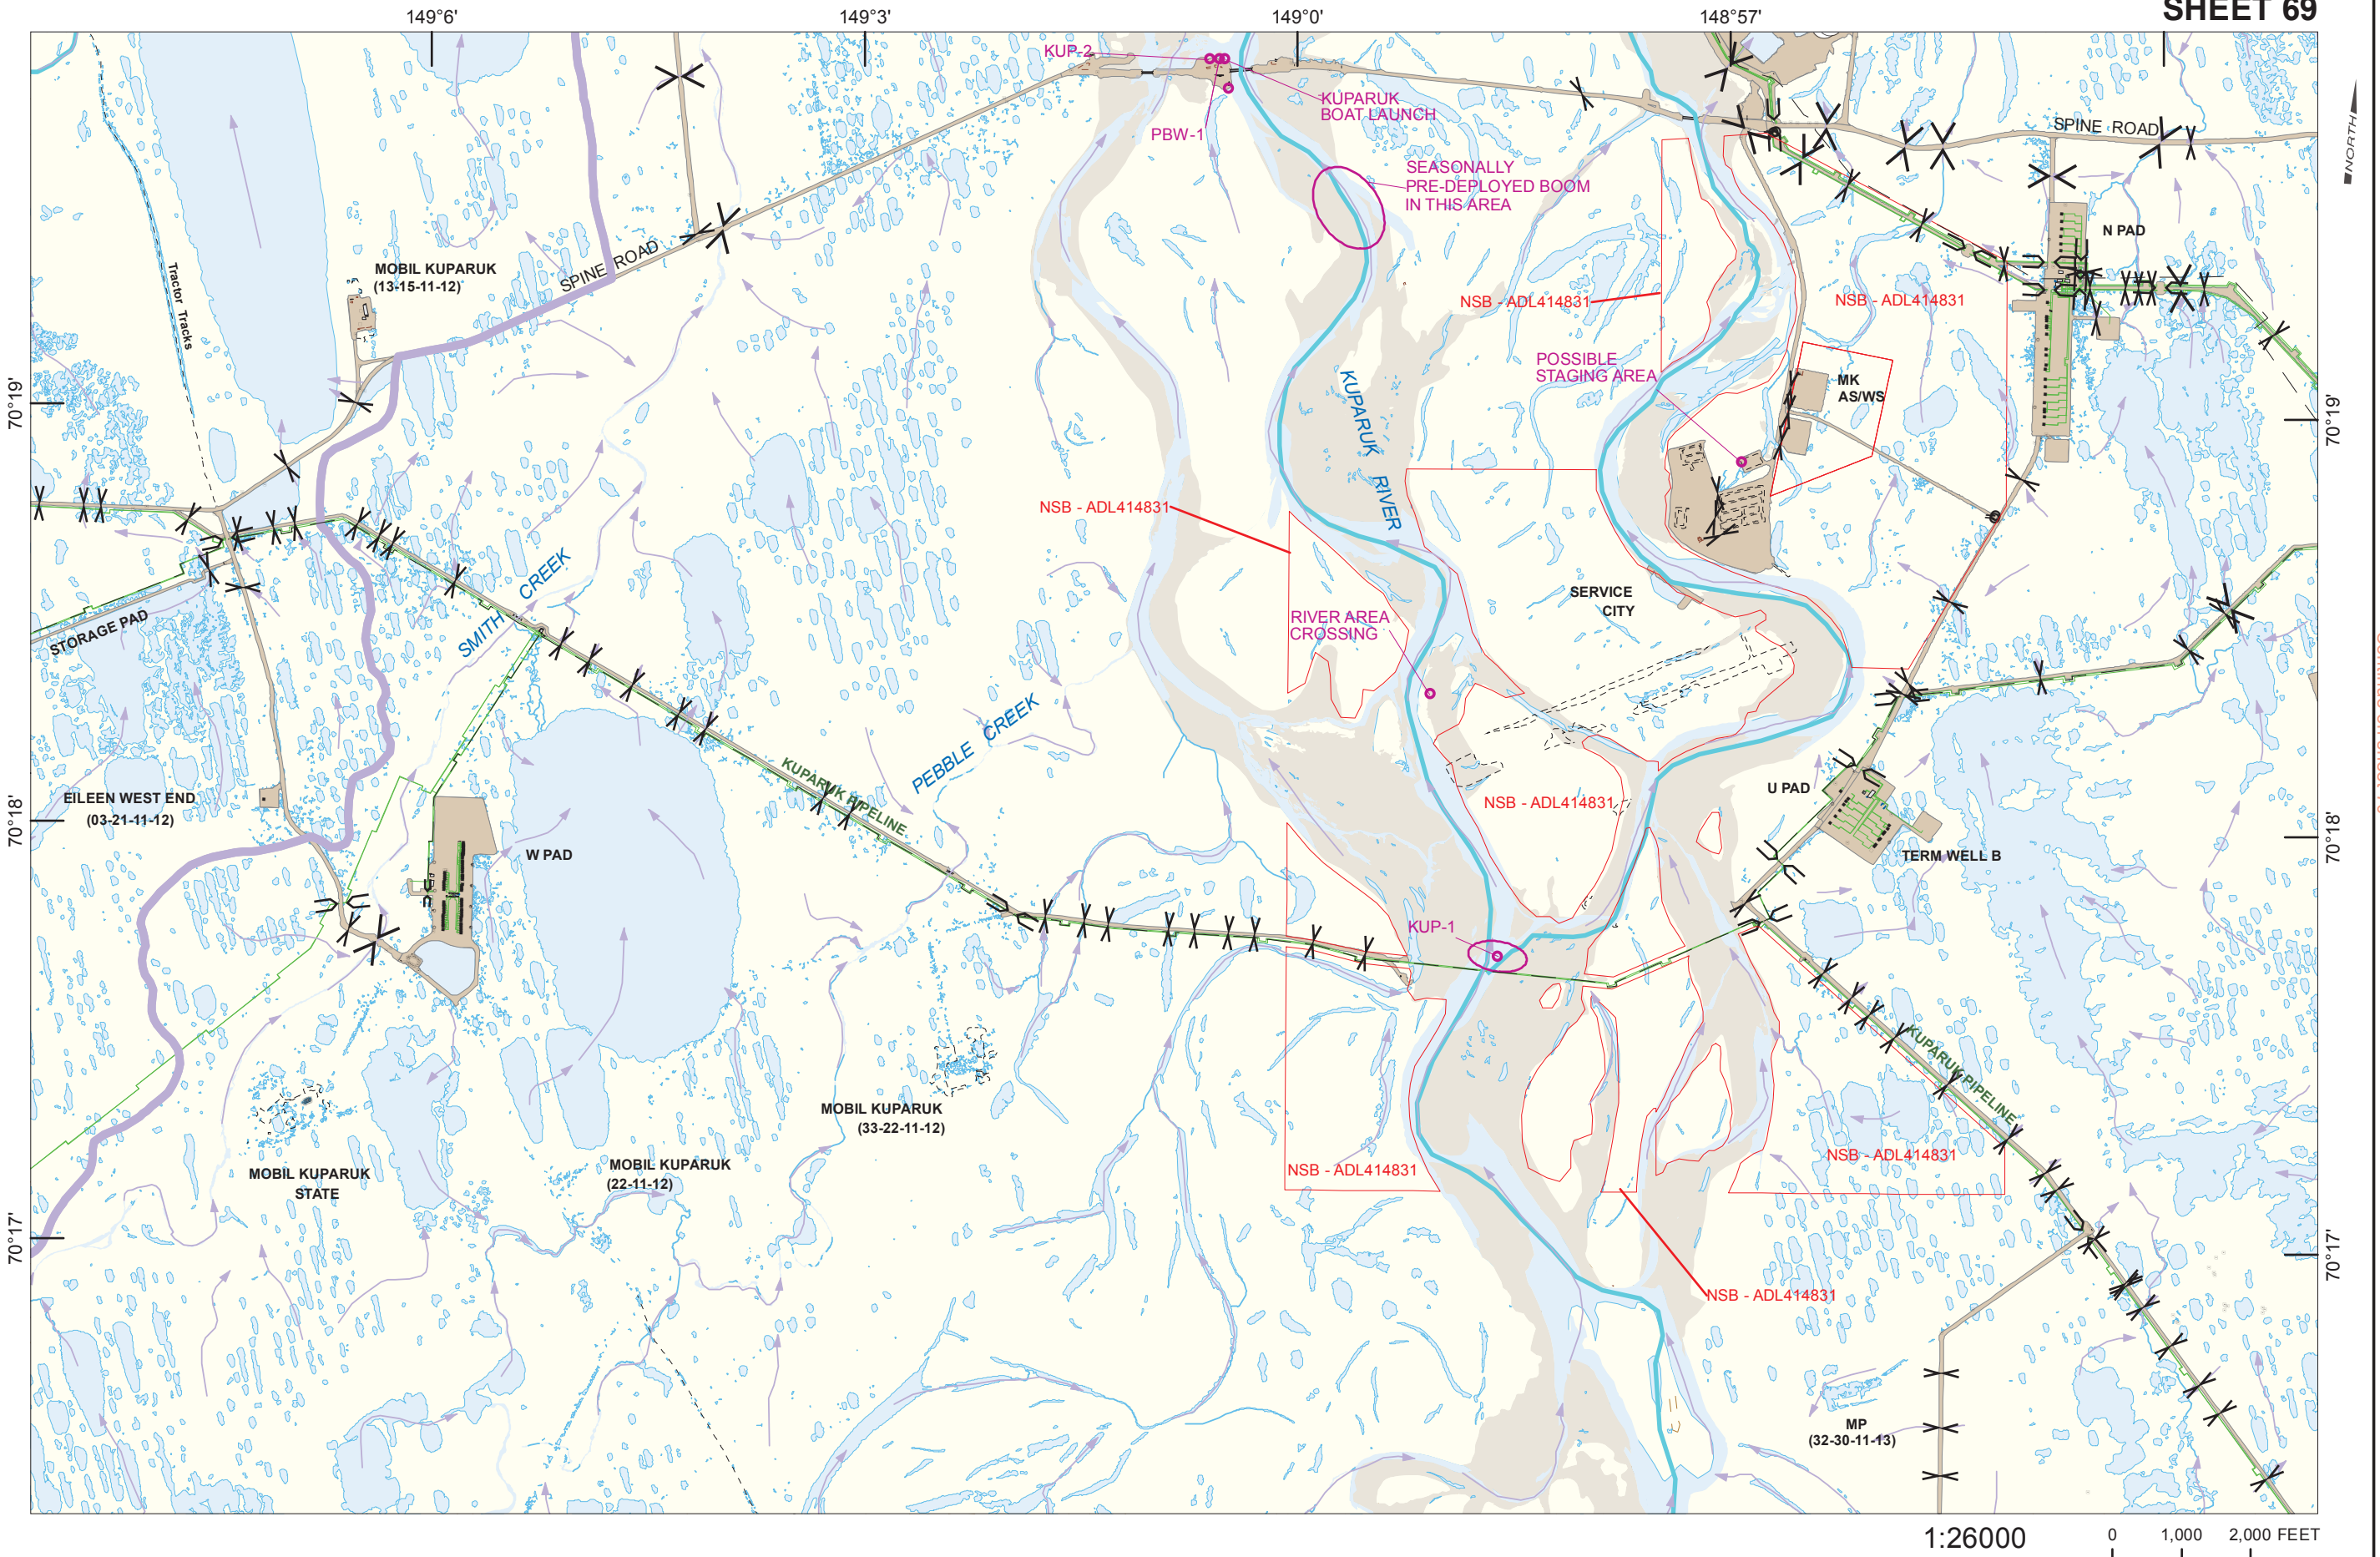 SHEET 69
149°6'
149°3'
149°0'
148°57'
NORTH
KUP-2
KUPARUK
BOAT LAUNCH
PBW-1
SPINE ROAD
SEASONALLY
PRE-DEPLOYED BOOM
IN THIS AREA
N PAD
SPINE ROAD
MOBIL KUPARUK
(13-15-11-12)
Tractor Tracks
NSB - ADL414831
NSB - ADL414831
POSSIBLE
STAGING AREA
MK
AS/WS
70°19'
70°19'
KUPARUK RIVER
NSB - ADL414831
SMITH CREEK
SERVICE
CITY
STORAGE PAD
RIVER AREA
CROSSING
PEBBLE CREEK
KUPARUK PIPELINE
EILEEN WEST END
(03-21-11-12)
NSB - ADL414831
U PAD
70°18'
70°18'
W PAD
TERM WELL B
KUP-1
KUPARUK PIPELINE
MOBIL KUPARUK
(33-22-11-12)
MOBIL KUPARUK
STATE
MOBIL KUPARUK
(22-11-12)
NSB - ADL414831
NSB - ADL414831
70°17'
70°17'
NSB - ADL414831
MP
(32-30-11-13)
1:26000
0 1,000 2,000 FEET